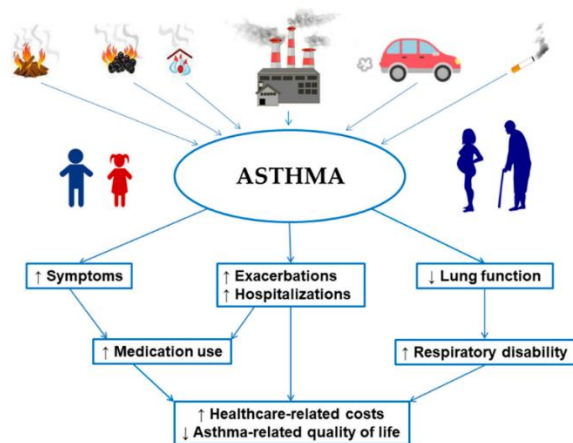 ASTHMA
↑ Symptoms
↑ Exacerbations
↑ Hospitalizations
↓ Lung function
↑ Medication use
↑ Respiratory disability
↑ Healthcare-related costs
↓ Asthma-related quality of life